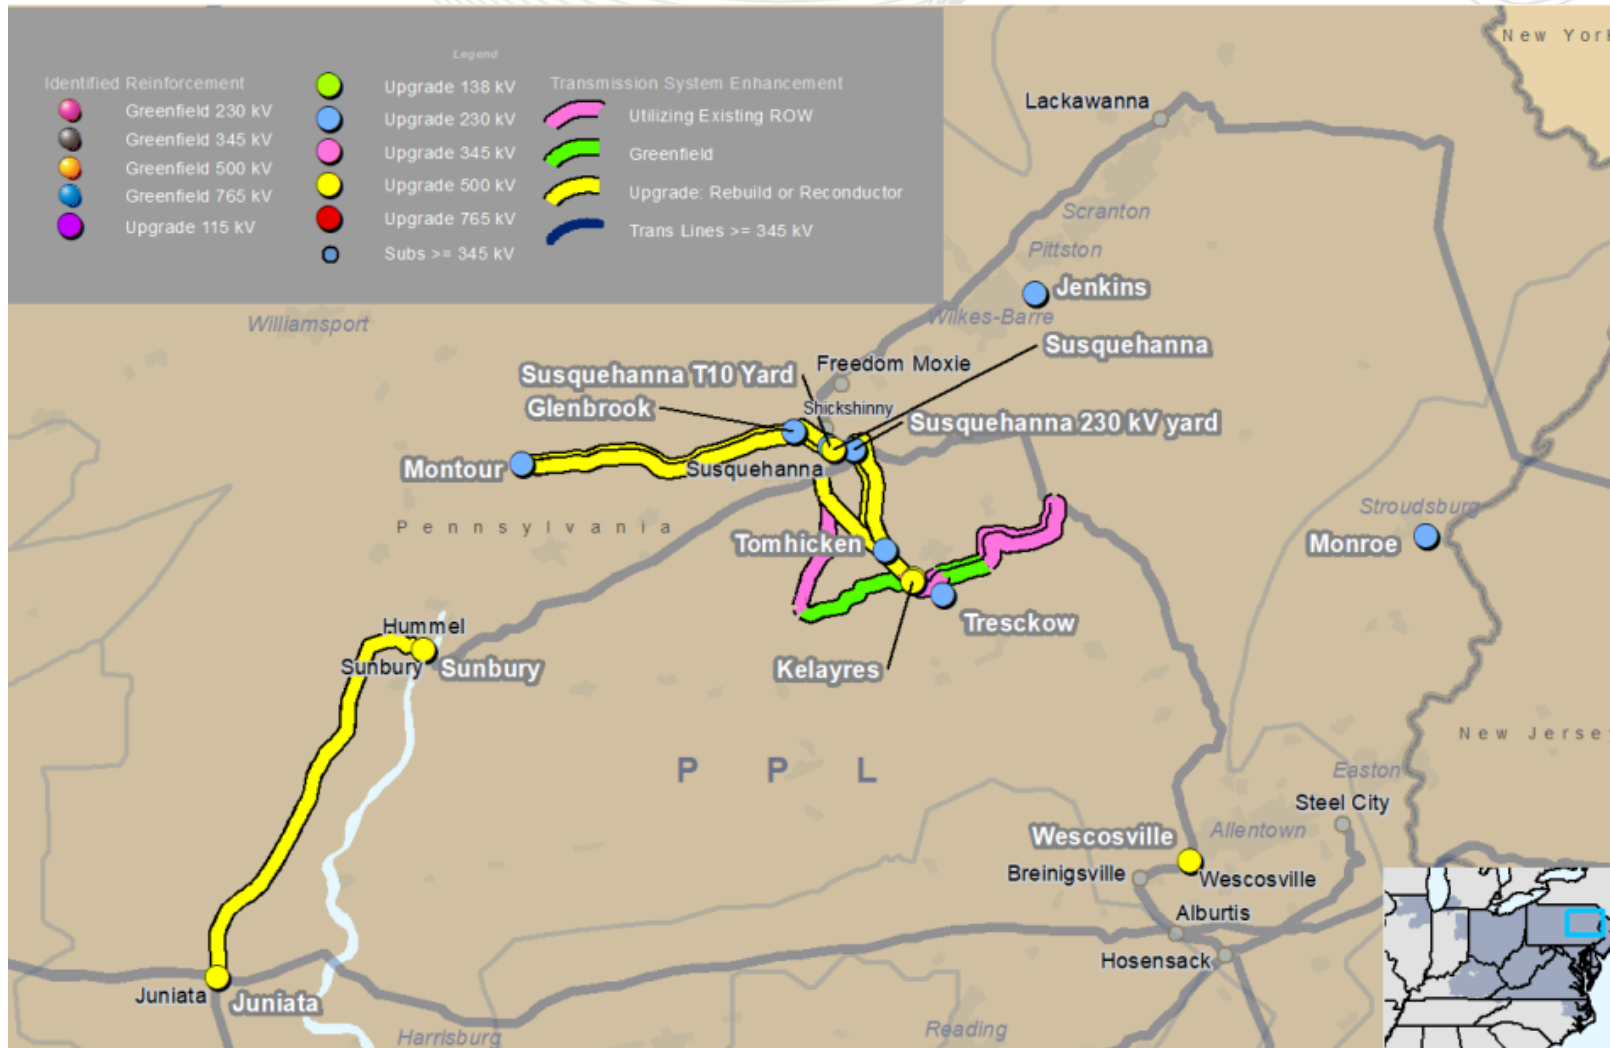 Legend
Identified Reinforcement
Greenfield 230 kV
Greenfield 345 kV
Greenfield 500 kV
Greenfield 765 kV
Upgrade 115 kV
Upgrade 138 kV
Upgrade 230 kV
Upgrade 345 kV
Upgrade 500 kV
Upgrade 765 kV
Subs >= 345 kV
Transmission System Enhancement
Utilizing Existing ROW
Greenfield
Upgrade: Rebuild or Reconductor
Trans Lines >= 345 kV
New York
Lackawanna
Scranton
Pittston
Jenkins
Williamsport
Wilkes-Barre
Susquehanna
Freedom Moxie
Susquehanna T10 Yard
Glenbrook
Shickshinny
Susquehanna 230 kV yard
Montour
Susquehanna
Stroudsburg
Pennsylvania
Tomhicken
Monroe
Tresckow
Hummel
Sunbury
Sunbury
Kelayres
New Jersey
PPL
Easton
Steel City
Allentown
Wescosville
Breinigsville
Wescosville
Alburtis
Hosensack
Juniata
Juniata
Harrisburg
Reading